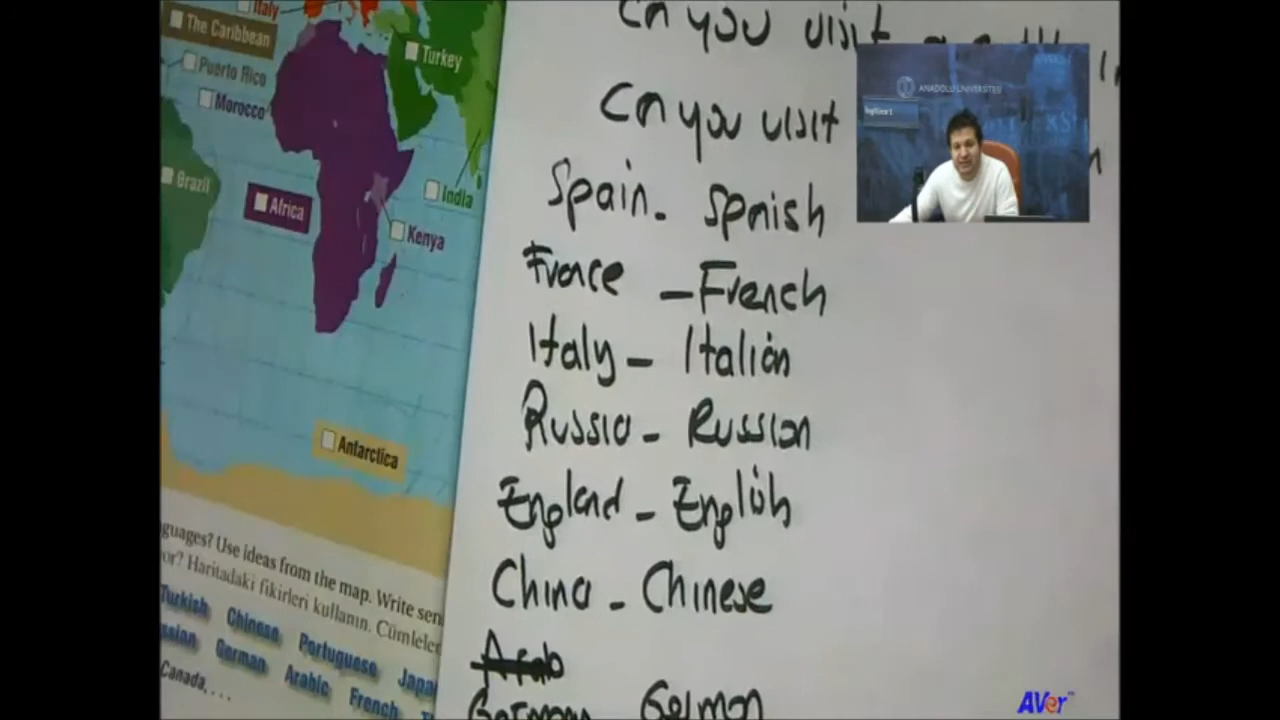 Italy
The Caribbean
Turkey
Puerto Rico
Morocco
Brazil
India
Africa
Kenya
Antarctica
guages? Use ideas from the map. Write sen
or? Haritadaki fikirleri kullanın. Cümleler
Turkish Chinese Portuguese Japa
ssian German Arabic French
Canada, . . .
Can you visit
Can you visit
Spain - Spanish
France - French
Italy - Italian
Russia - Russian
England - English
China - Chinese
Arab
Germany German
ANADOLU ÜNİVERSİTESİ
İngilizce I
AVer